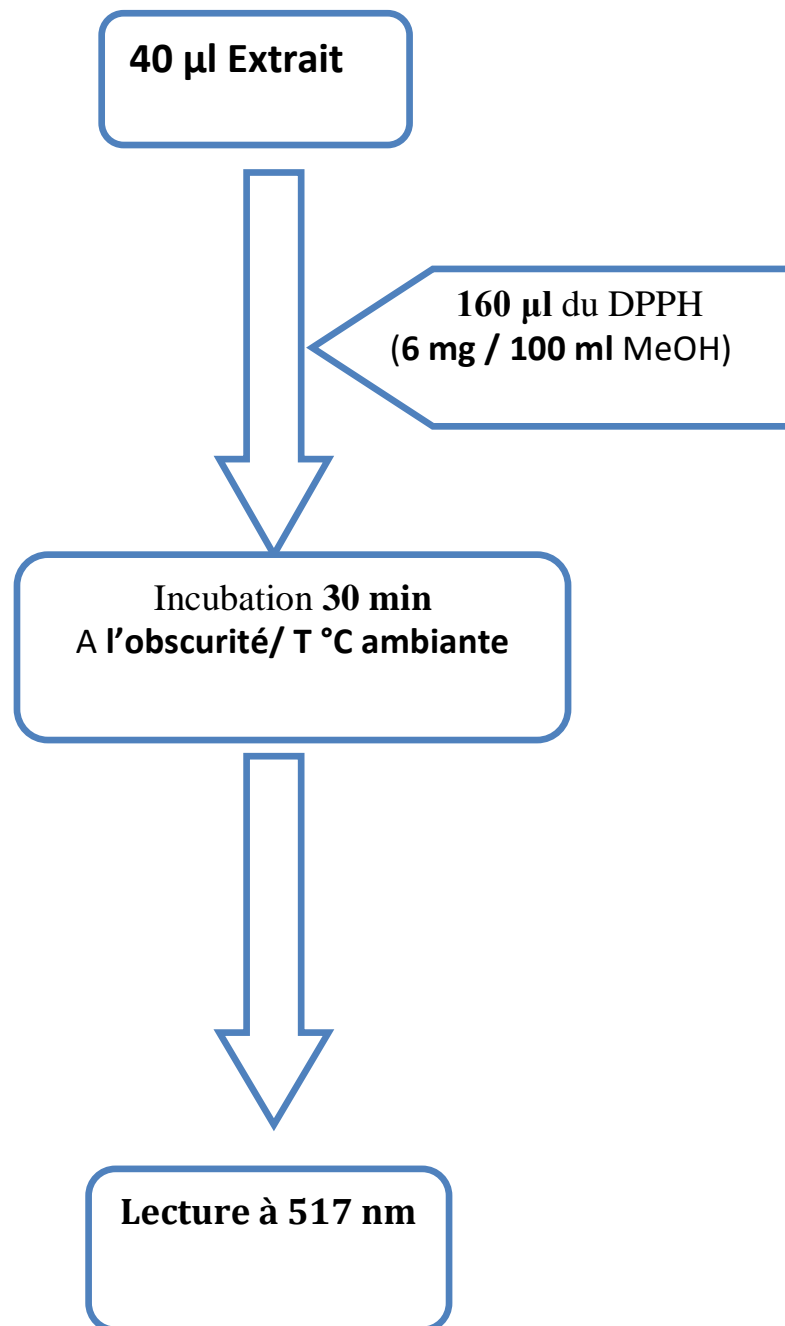 40 µl Extrait
160 µl du DPPH
(6 mg / 100 ml MeOH)
Incubation 30 min
A l’obscurité/ T °C ambiante
Lecture à 517 nm